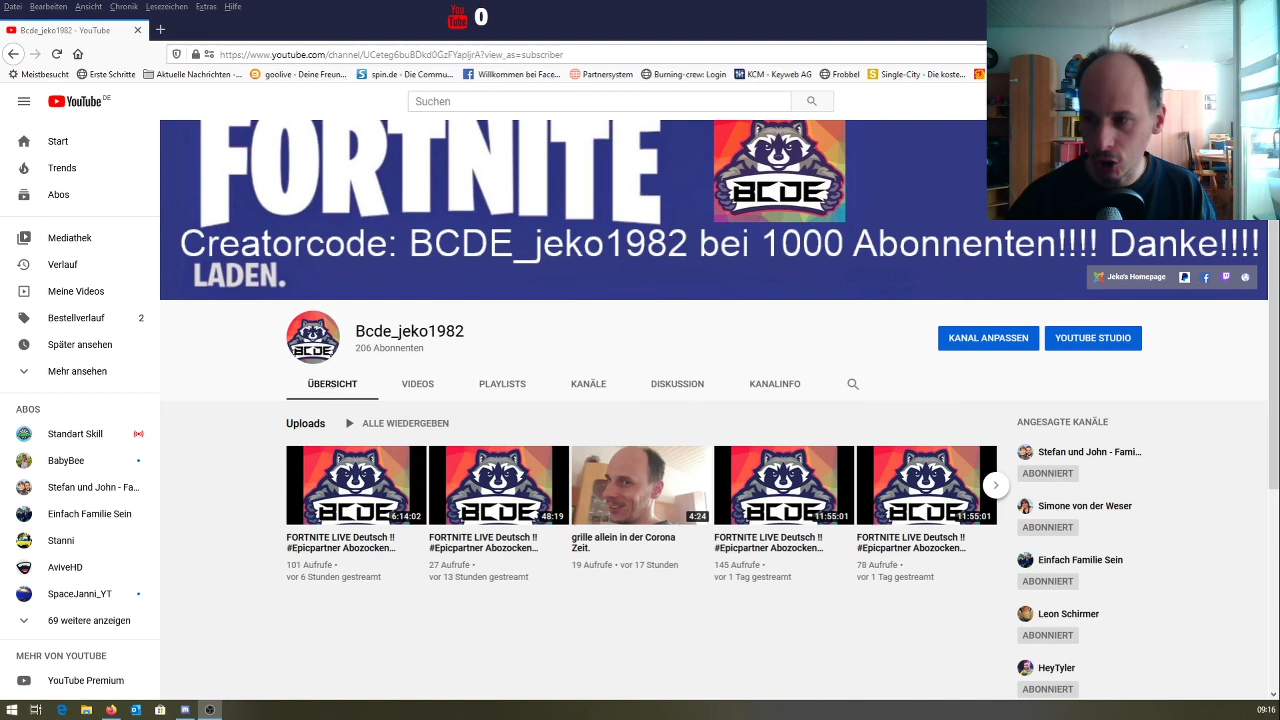 Datei Bearbeiten Ansicht Chronik Lesezeichen Extras Hilfe
You Tube 0
Bcde_jeko1982 - YouTube
https://www.youtube.com/channel/UCeteg6buBDkd0GzFYapIjrA?view_as=subscriber
Meistbesucht Erste Schritte Aktuelle Nachrichten -... goolive - Deine Freun... spin.de - Die Commu... Willkommen bei Face... Partnersystem Burning-crew: Login KCM - Keyweb AG Frobbel Single-City - Die koste...
YouTube DE
Suchen
Start
Trends
Abos
Mediathek
Verlauf
Meine Videos
Bestellverlauf 2
Später ansehen
Mehr ansehen
ABOS
Standart Skill
BabyBee
Stefan und John - Fa...
Einfach Familie Sein
Stanni
AviveHD
SpaceJanni_YT
69 weitere anzeigen
MEHR VON YOUTUBE
YouTube Premium
FORTNITE
BCDE
Creatorcode: BCDE_jeko1982 bei 1000 Abonnenten!!!! Danke!!!!
LADEN.
Jeko's Homepage
BCDE
Bcde_jeko1982
206 Abonnenten
KANAL ANPASSEN YOUTUBE STUDIO
ÜBERSICHT VIDEOS PLAYLISTS KANÄLE DISKUSSION KANALINFO
Uploads ALLE WIEDERGEBEN
BCDE
6:14:02
FORTNITE LIVE Deutsch !!
#Epicpartner Abozocken...
101 Aufrufe •
vor 6 Stunden gestreamt
BCDE
48:19
FORTNITE LIVE Deutsch !!
#Epicpartner Abozocken...
27 Aufrufe •
vor 13 Stunden gestreamt
4:24
grille allein in der Corona
Zeit.
19 Aufrufe • vor 17 Stunden
BCDE
11:55:01
FORTNITE LIVE Deutsch !!
#Epicpartner Abozocken...
145 Aufrufe •
vor 1 Tag gestreamt
BCDE
11:55:01
FORTNITE LIVE Deutsch !!
#Epicpartner Abozocken...
78 Aufrufe •
vor 1 Tag gestreamt
ANGESAGTE KANÄLE
Stefan und John - Fami...
ABONNIERT
Simone von der Weser
ABONNIERT
Einfach Familie Sein
ABONNIERT
Leon Schirmer
ABONNIERT
HeyTyler
ABONNIERT
09:16